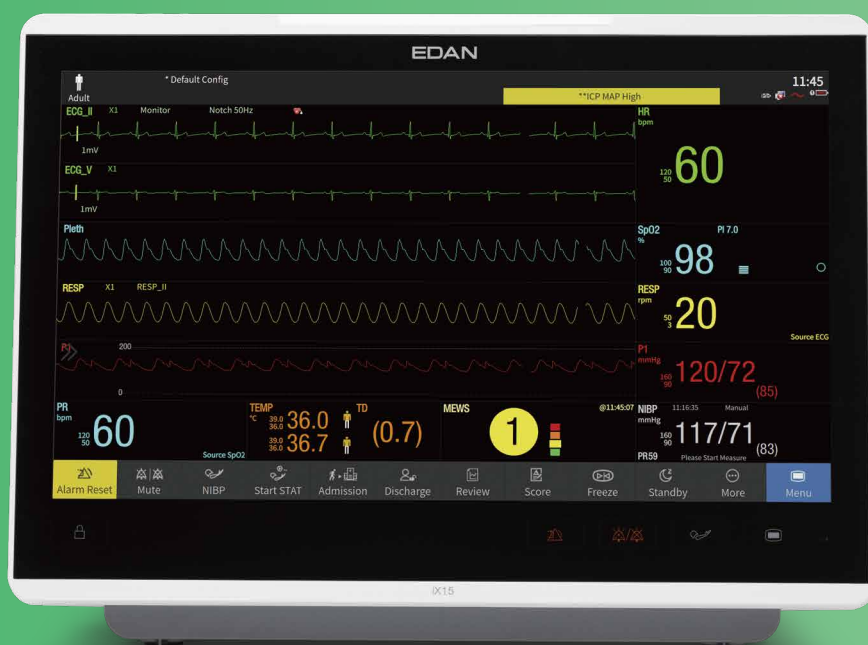 EDAN
* Default Config
**ICP MAP High
11:45
Adult
ECG_II X1 Monitor Notch 50Hz
1mV
HR
bpm
120
50
60
ECG_V X1
1mV
Pleth
SpO2 PI 7.0
%
100
90
98
RESP X1 RESP_II
RESP
rpm
50
3
20
Source ECG
P1
200
0
P1
mmHg
160
90
120/72
(85)
PR
bpm
120
50
60
Source SpO2
TEMP
°C
39.0
36.0
36.0
39.0
36.0
36.7
TD
(0.7)
MEWS
@11:45:07
1
NIBP 11:16:35 Manual
mmHg
160
90
117/71
(83)
PR59 Please Start Measure
Alarm Reset
Mute
NIBP
Start STAT
Admission
Discharge
Review
Score
Freeze
Standby
More
Menu
iX15